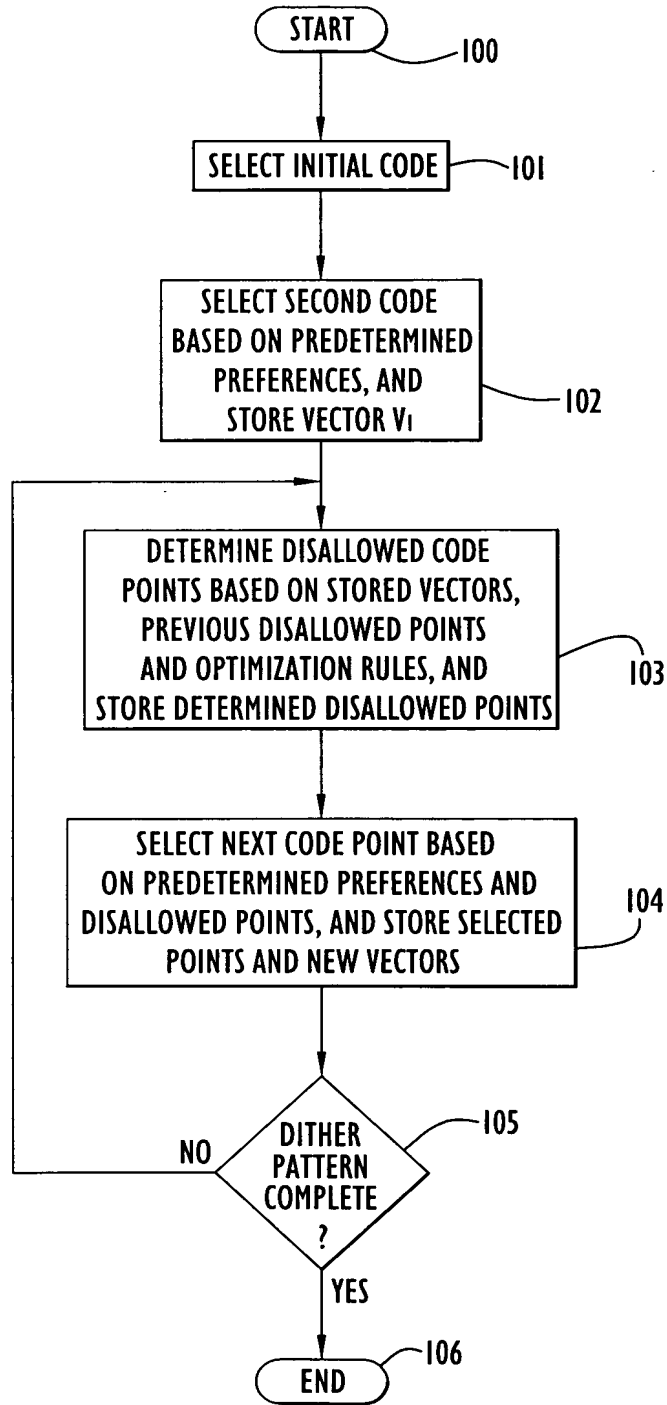 START
100
SELECT INITIAL CODE
101
SELECT SECOND CODE
BASED ON PREDETERMINED
PREFERENCES, AND
STORE VECTOR V1
102
DETERMINE DISALLOWED CODE
POINTS BASED ON STORED VECTORS,
PREVIOUS DISALLOWED POINTS
AND OPTIMIZATION RULES, AND
STORE DETERMINED DISALLOWED POINTS
103
SELECT NEXT CODE POINT BASED
ON PREDETERMINED PREFERENCES AND
DISALLOWED POINTS, AND STORE SELECTED
POINTS AND NEW VECTORS
104
DITHER
PATTERN
COMPLETE
?
105
NO
YES
END
106